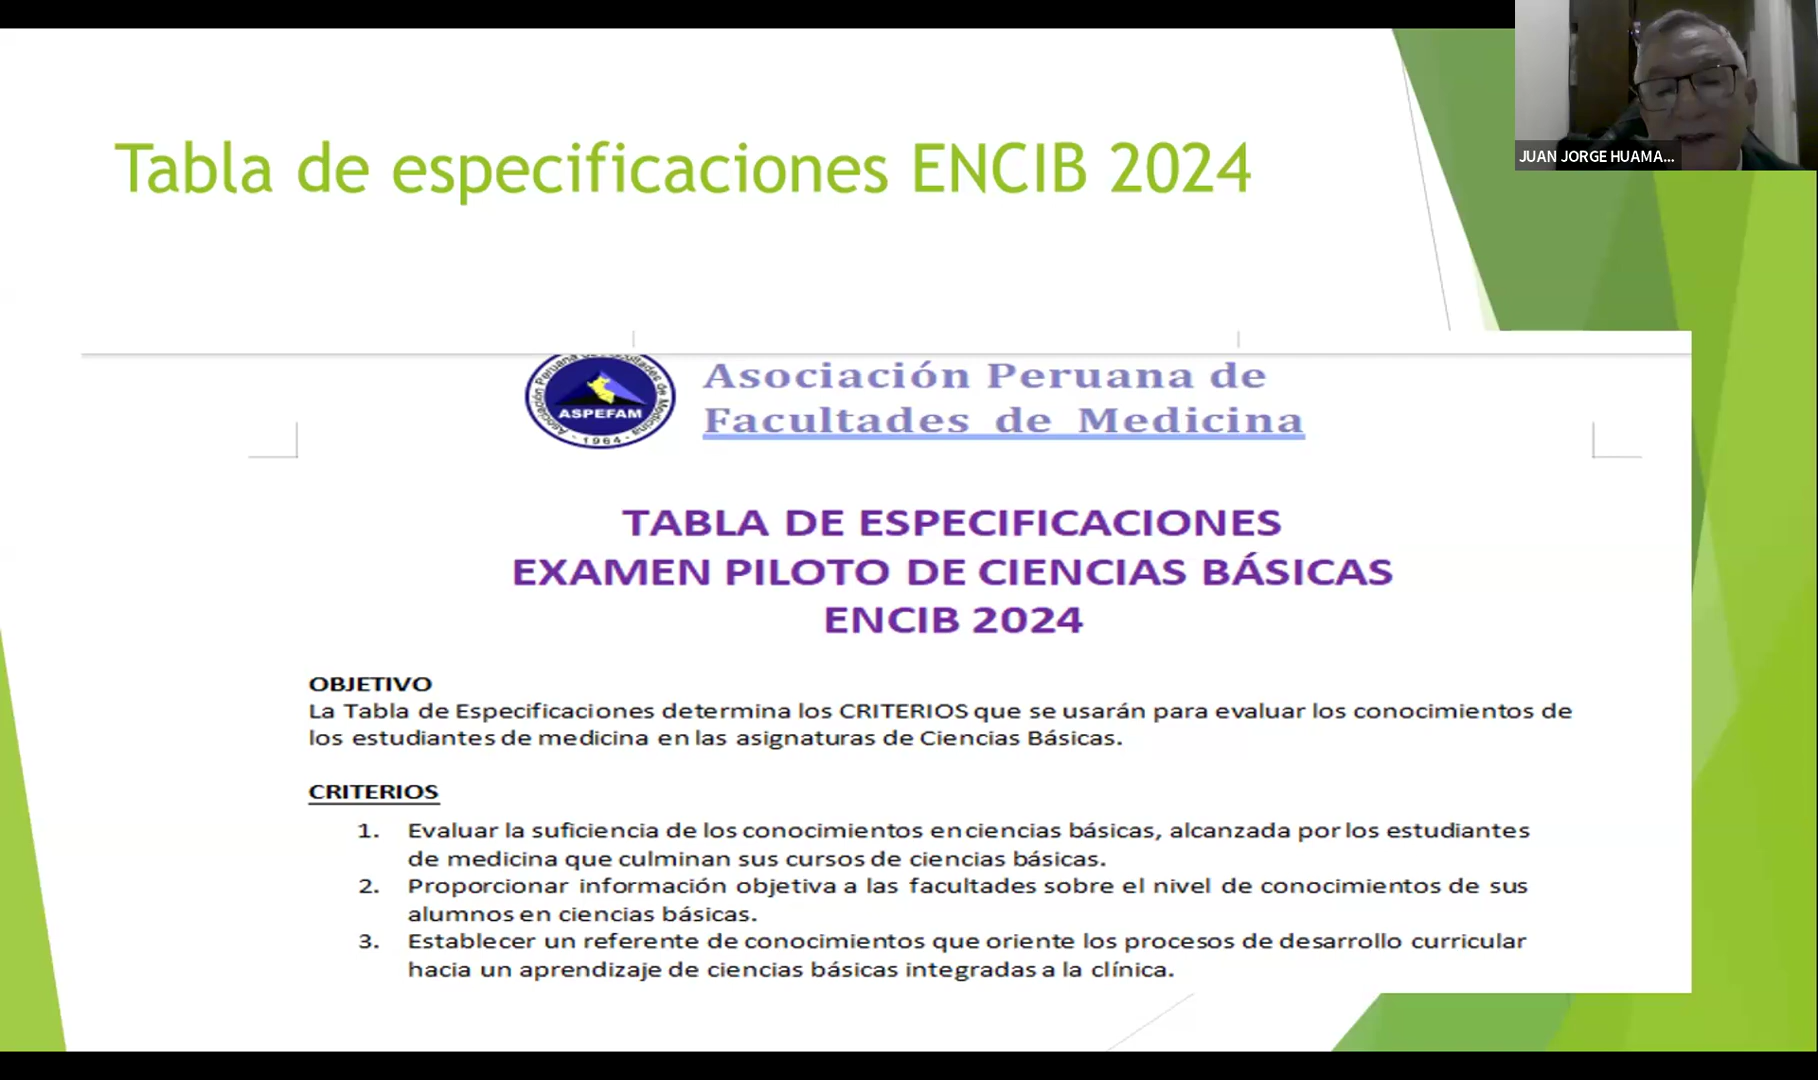 JUAN JORGE HUAMA...
Tabla de especificaciones ENCIB 2024
Asociación Peruana de Facultades de Medicina
ASPEFAM
- 1964 -
Asociación Peruana de
Facultades de Medicina
TABLA DE ESPECIFICACIONES
EXAMEN PILOTO DE CIENCIAS BÁSICAS
ENCIB 2024
OBJETIVO
La Tabla de Especificaciones determina los CRITERIOS que se usarán para evaluar los conocimientos de
los estudiantes de medicina en las asignaturas de Ciencias Básicas.
CRITERIOS
1. Evaluar la suficiencia de los conocimientos en ciencias básicas, alcanzada por los estudiantes
de medicina que culminan sus cursos de ciencias básicas.
2. Proporcionar información objetiva a las facultades sobre el nivel de conocimientos de sus
alumnos en ciencias básicas.
3. Establecer un referente de conocimientos que oriente los procesos de desarrollo curricular
hacia un aprendizaje de ciencias básicas integradas a la clínica.